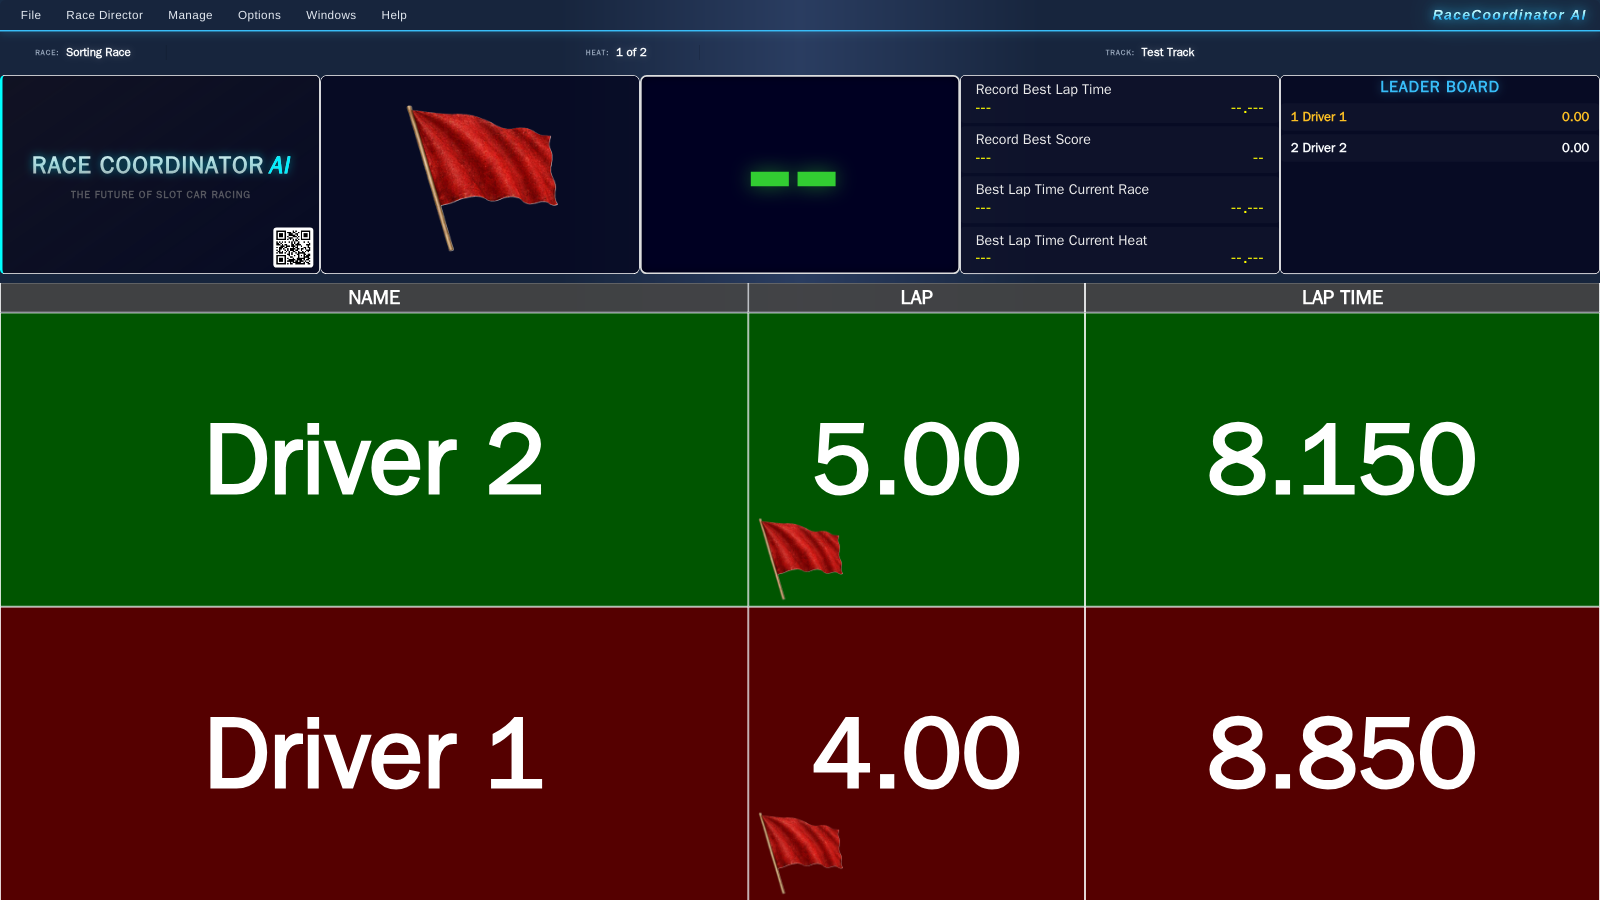 File Race Director Manage Options Windows Help RaceCoordinator AI
RACE: Sorting Race HEAT: 1 of 2 TRACK: Test Track
RACE COORDINATOR AI
THE FUTURE OF SLOT CAR RACING
--
Record Best Lap Time
--- --.---
Record Best Score
--- --
Best Lap Time Current Race
--- --.---
Best Lap Time Current Heat
--- --.---
LEADER BOARD
1 Driver 1 0.00
2 Driver 2 0.00
NAME LAP LAP TIME
Driver 2 5.00 8.150
Driver 1 4.00 8.850